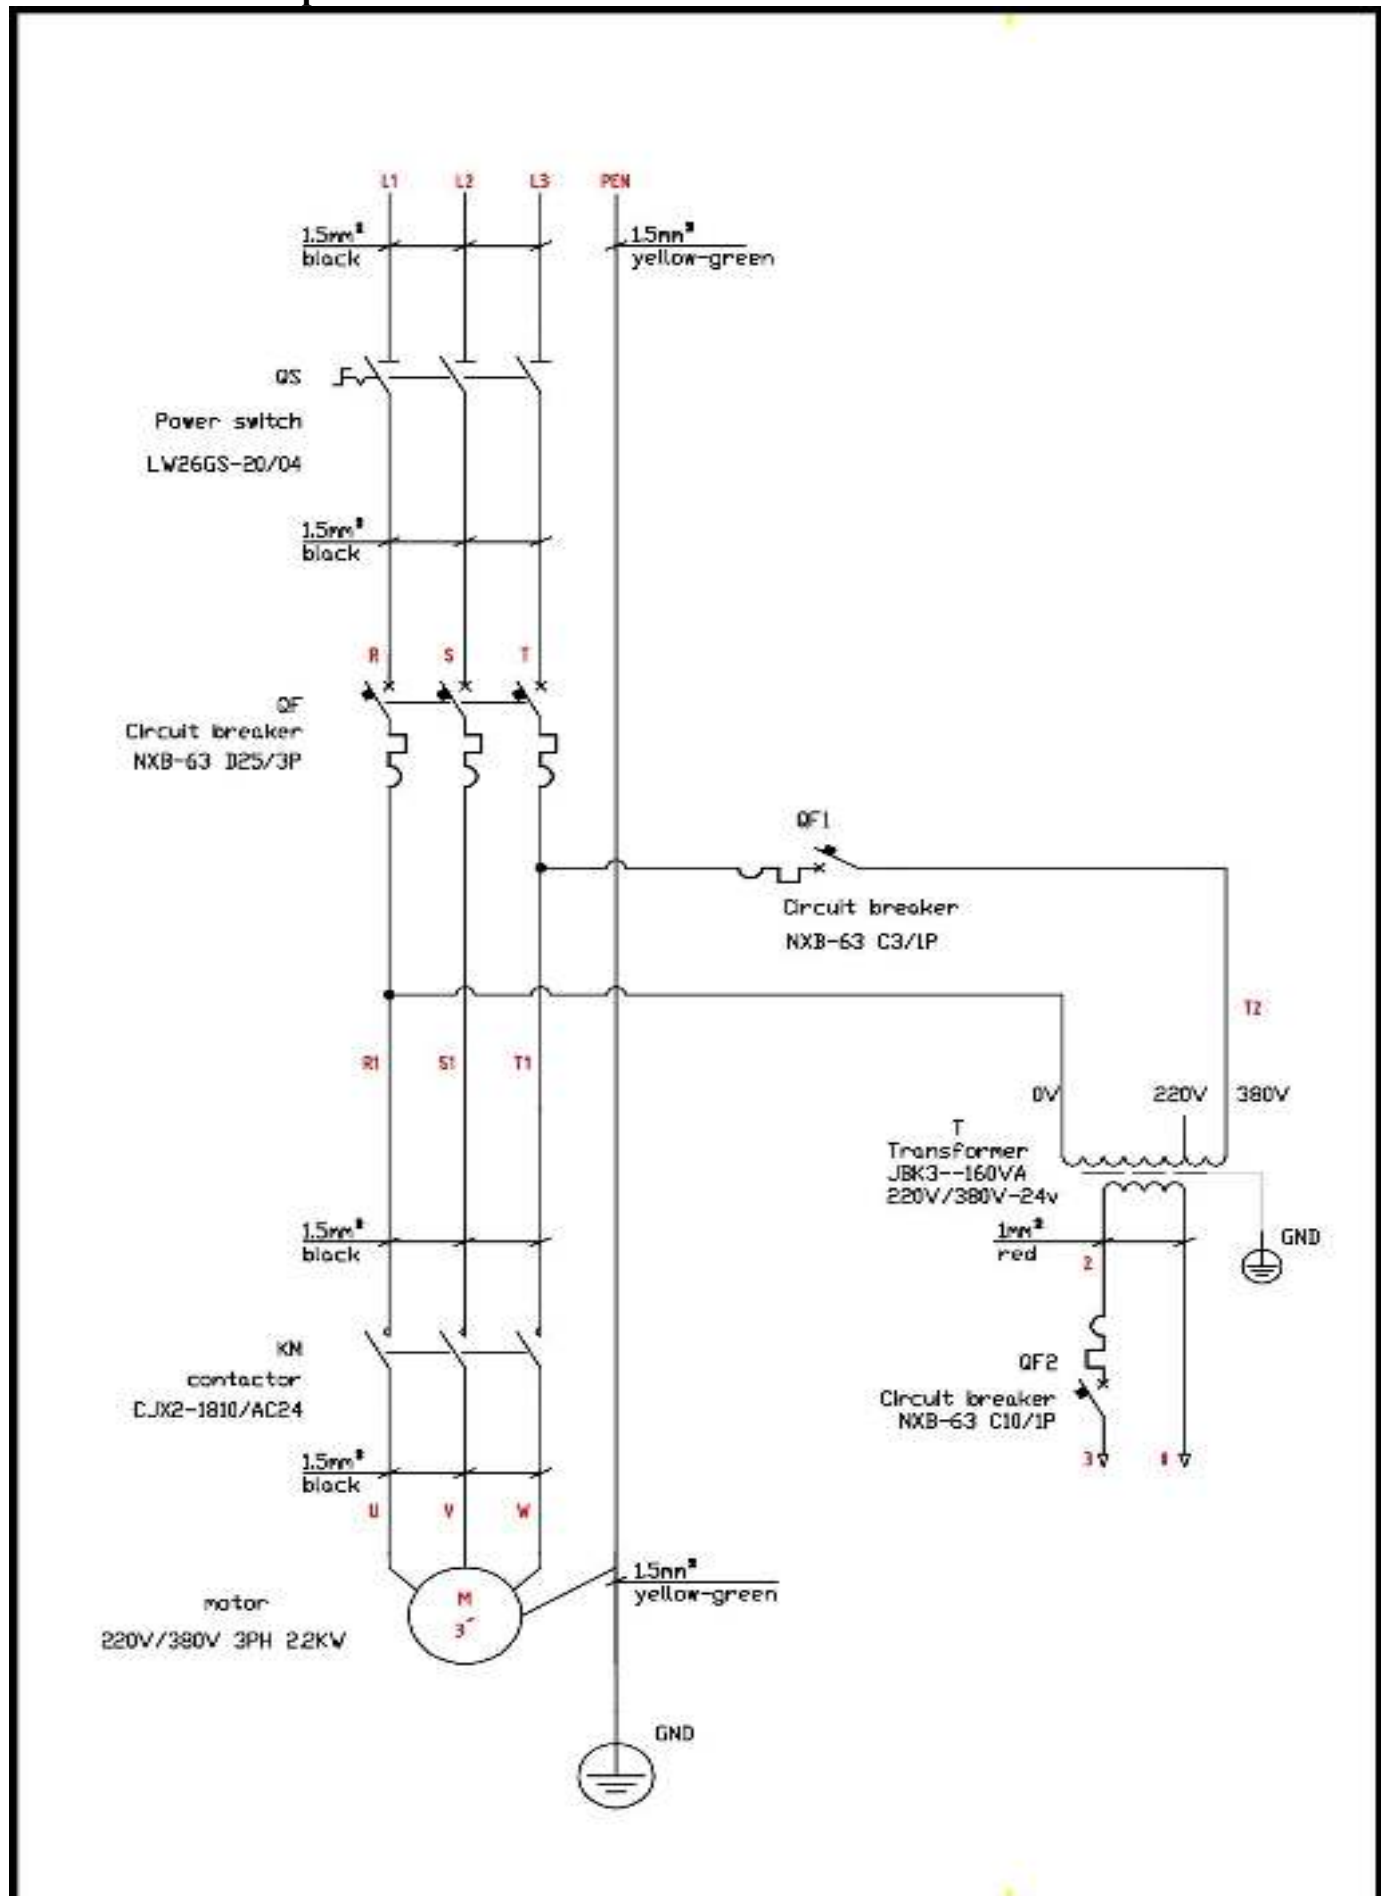 L1 L2 L3 PEN
1.5mm² 1.5mm²
black yellow-green
QS
Power switch
LW26GS-20/04
1.5mm²
black
R S T
QF
Circuit breaker
NXB-63 D25/3P
QF1
Circuit breaker
NXB-63 C3/1P
T2
R1 S1 T1
0V 220V 380V
T
Transformer
JBK3--160VA
220V/380V-24v
1.5mm²
black
1mm²
red
GND
2
KM
contactor
CJX2-1810/AC24
QF2
Circuit breaker
NXB-63 C10/1P
3
1.5mm²
black
U V W
1.5mm²
yellow-green
motor
220V/380V 3PH 2.2KW
M
3~
GND